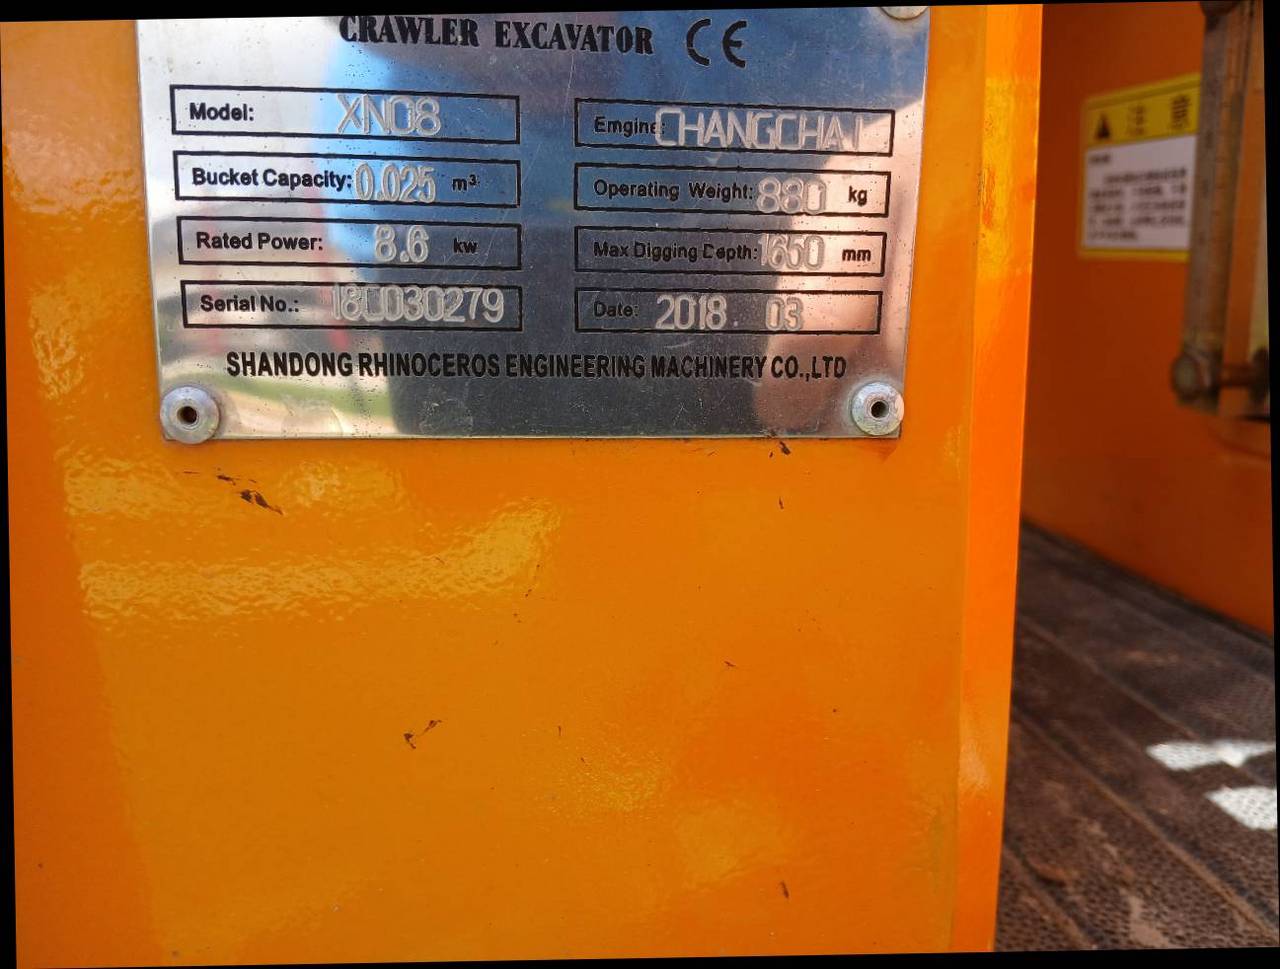 CRAWLER EXCAVATOR CE
Model: XN08
Engine: CHANGCHAI
Bucket Capacity: 0.025 m³
Operating Weight: 880 kg
Rated Power: 8.6 kw
Max Digging Depth: 1650 mm
Serial No.: 18L030279
Date: 2018. 03
SHANDONG RHINOCEROS ENGINEERING MACHINERY CO.,LTD